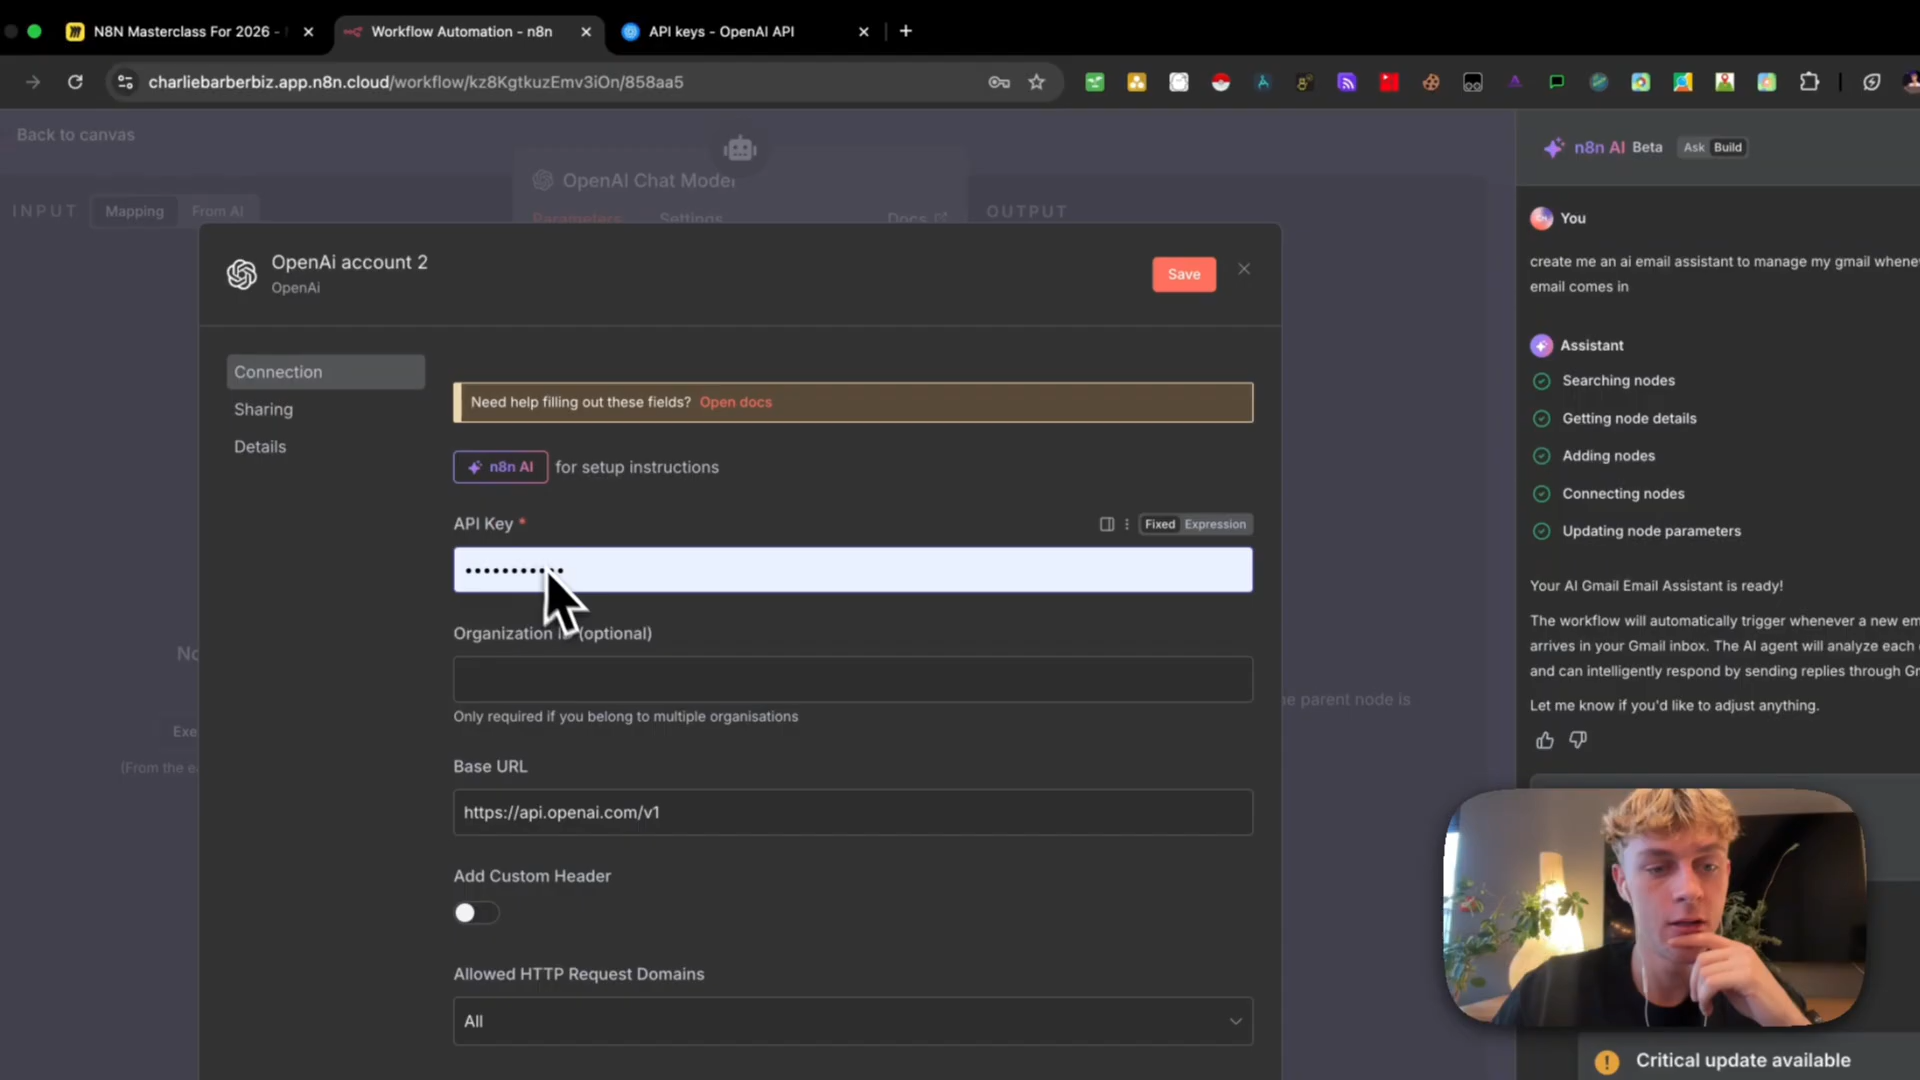 N8N Masterclass For 2026 -
Workflow Automation - n8n
API keys - OpenAI API
charliebarberbiz.app.n8n.cloud/workflow/kz8KgtkuzEmv3iOn/858aa5
Back to canvas
n8n AI Beta
Ask Build
OpenAI Chat Model
INPUT
Mapping
From AI
Parameters
Settings
Docs
OUTPUT
You
create me an ai email assistant to manage my gmail
email comes in
OpenAi account 2
OpenAi
Save
Assistant
Searching nodes
Getting node details
Adding nodes
Connecting nodes
Updating node parameters
Connection
Sharing
Details
Need help filling out these fields? Open docs
n8n AI for setup instructions
API Key *
Fixed Expression
•••••••••••
Organization (optional)
Only required if you belong to multiple organisations
Your AI Gmail Email Assistant is ready!
The workflow will automatically trigger whenever a new
arrives in your Gmail inbox. The AI agent will analyze each
and can intelligently respond by sending replies through
Let me know if you'd like to adjust anything.
he parent node is
(From the
Base URL
https://api.openai.com/v1
Add Custom Header
Allowed HTTP Request Domains
All
Critical update available